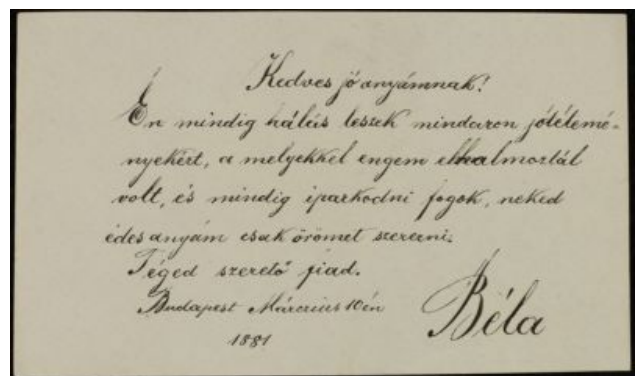 Kedves jó anyámnak!
Én mindig hálás leszek mindazon jótétemé-
nyekért, a melyekkel engem elhalmoztál
volt, és mindig iparkodni fogok, neked
édes anyám csak örömet szerezni.
Téged szerető fiad.
Budapest Március 10én
1881
Béla